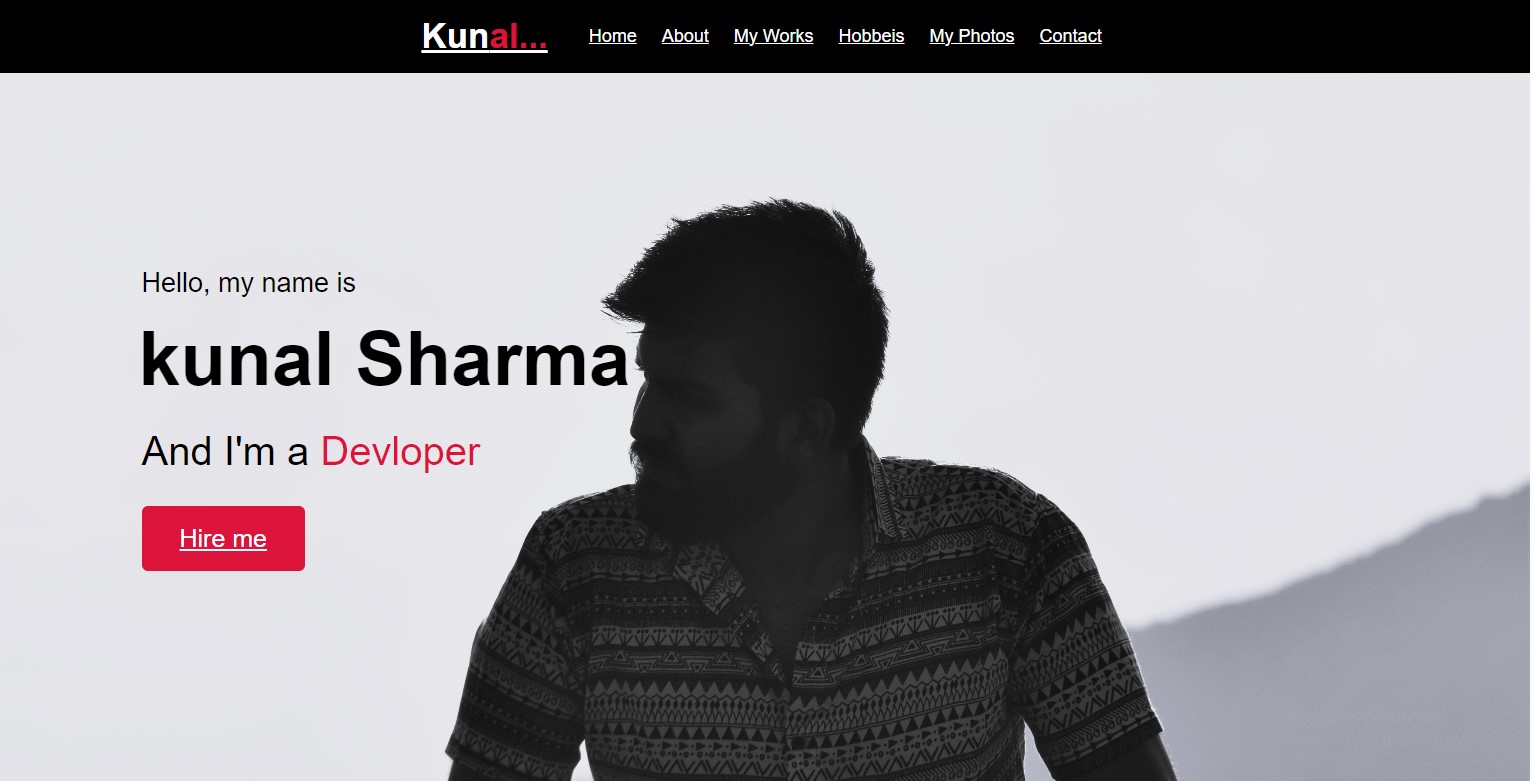 Kunal... Home About My Works Hobbeis My Photos Contact
Hello, my name is
kunal Sharma
And I'm a Devloper
Hire me